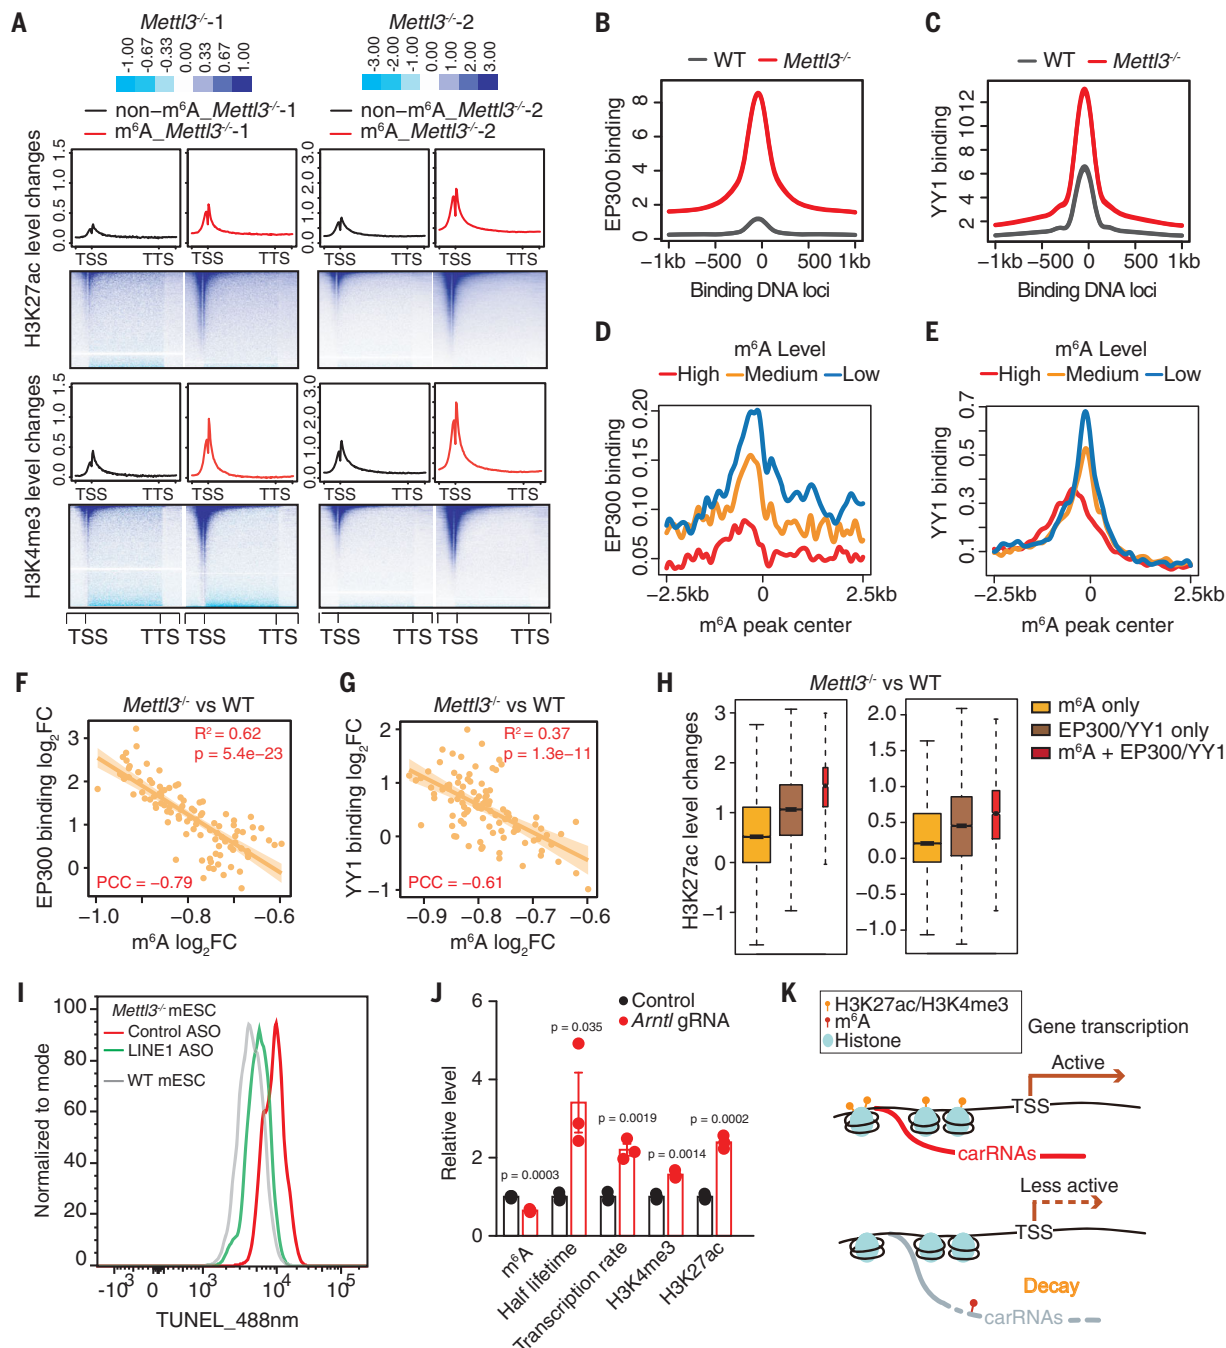 A
Mettl3-/--1
-1.00
-0.67
-0.33
0.00
0.33
0.67
1.00
non–m6A_Mettl3-/--1
m6A_Mettl3-/--1
Mettl3-/--2
-3.00
-2.00
-1.00
0.00
1.00
2.00
3.00
non–m6A_Mettl3-/--2
m6A_Mettl3-/--2
H3K27ac level changes
0.0 0.5 1.0 1.5
TSS TTS
TSS TTS
0.0 1.0 2.0 3.0
TSS TTS
TSS TTS
H3K4me3 level changes
0.0 0.5 1.0 1.5
TSS TTS
TSS TTS
0.0 1.0 2.0 3.0
TSS TTS
TSS TTS
TSS TTS TSS TTS TSS TTS TSS TTS
B
WT Mettl3-/-
EP300 binding
8
6
4
2
0
−1kb −500 0 500 1kb
Binding DNA loci
C
WT Mettl3-/-
YY1 binding
12
10
8
6
4
2
−1kb −500 0 500 1kb
Binding DNA loci
D
m6A Level
High Medium Low
EP300 binding
0.20
0.15
0.10
0.05
−2.5kb 0 2.5kb
m6A peak center
E
m6A Level
High Medium Low
YY1 binding
0.7
0.5
0.3
0.1
−2.5kb 0 2.5kb
m6A peak center
F
Mettl3-/- vs WT
R2 = 0.62
p = 5.4e−23
EP300 binding log2FC
3
2
1
0
PCC = −0.79
−1.0 −0.8 −0.6
m6A log2FC
G
Mettl3-/- vs WT
R2 = 0.37
p = 1.3e−11
YY1 binding log2FC
2
1
0
−1
PCC = −0.61
−0.9 −0.8 −0.7 −0.6
m6A log2FC
H
Mettl3-/- vs WT
H3K27ac level changes
3
2
1
0
−1
2.0
1.5
1.0
0.5
0.0
−0.5
−1.0
m6A only
EP300/YY1 only
m6A + EP300/YY1
I
Mettl3-/- mESC
Control ASO
LINE1 ASO
WT mESC
Normalized to mode
100
80
60
40
20
0
-103 0 103 104 105
TUNEL_488nm
J
Control
Arntl gRNA
Relative level
6
4
2
0
p = 0.0003
p = 0.035
p = 0.0019
p = 0.0014
p = 0.0002
m6A
Half lifetime
Transcription rate
H3K4me3
H3K27ac
K
H3K27ac/H3K4me3
m6A
Histone
Gene transcription
Active
TSS
carRNAs
Less active
TSS
Decay
carRNAs